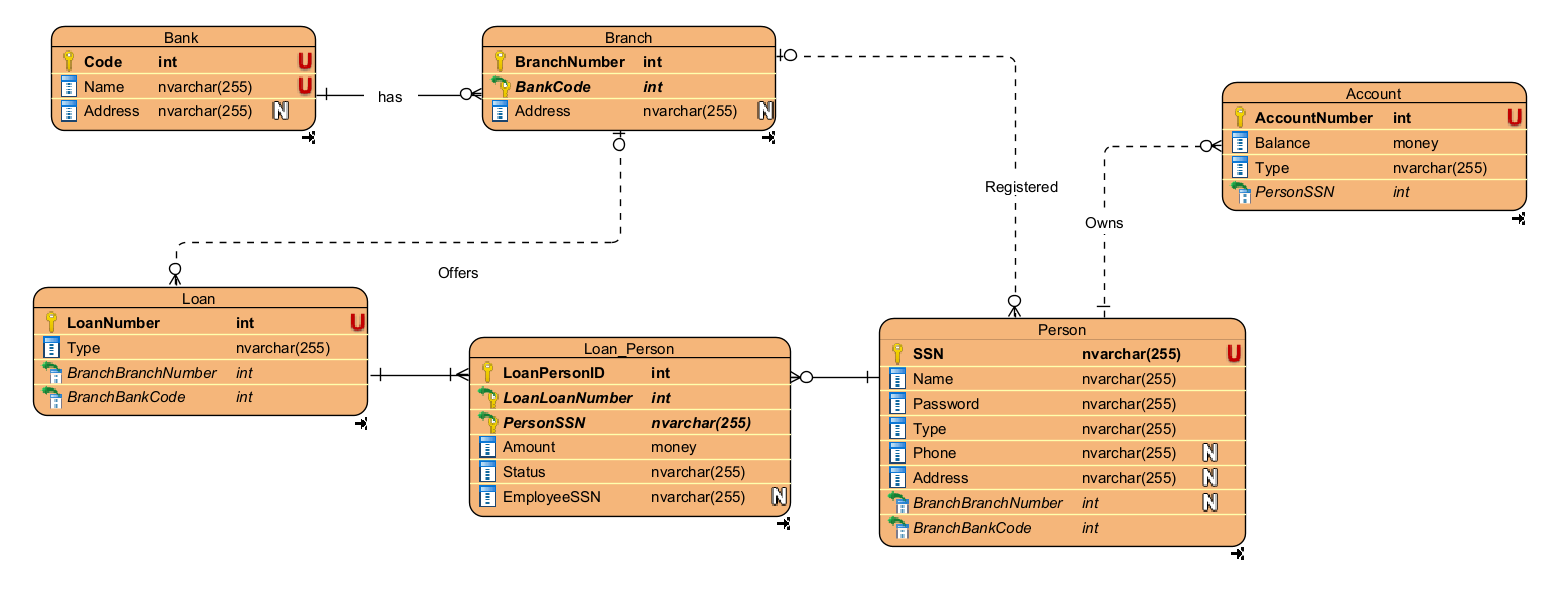 Bank
Code int U
Name nvarchar(255) U
Address nvarchar(255) N
has
Branch
BranchNumber int
BankCode int
Address nvarchar(255) N
Registered
Account
AccountNumber int U
Balance money
Type nvarchar(255)
PersonSSN int
Owns
Offers
Loan
LoanNumber int U
Type nvarchar(255)
BranchBranchNumber int
BranchBankCode int
Loan_Person
LoanPersonID int
LoanLoanNumber int
PersonSSN nvarchar(255)
Amount money
Status nvarchar(255)
EmployeeSSN nvarchar(255) N
Person
SSN nvarchar(255) U
Name nvarchar(255)
Password nvarchar(255)
Type nvarchar(255)
Phone nvarchar(255) N
Address nvarchar(255) N
BranchBranchNumber int N
BranchBankCode int